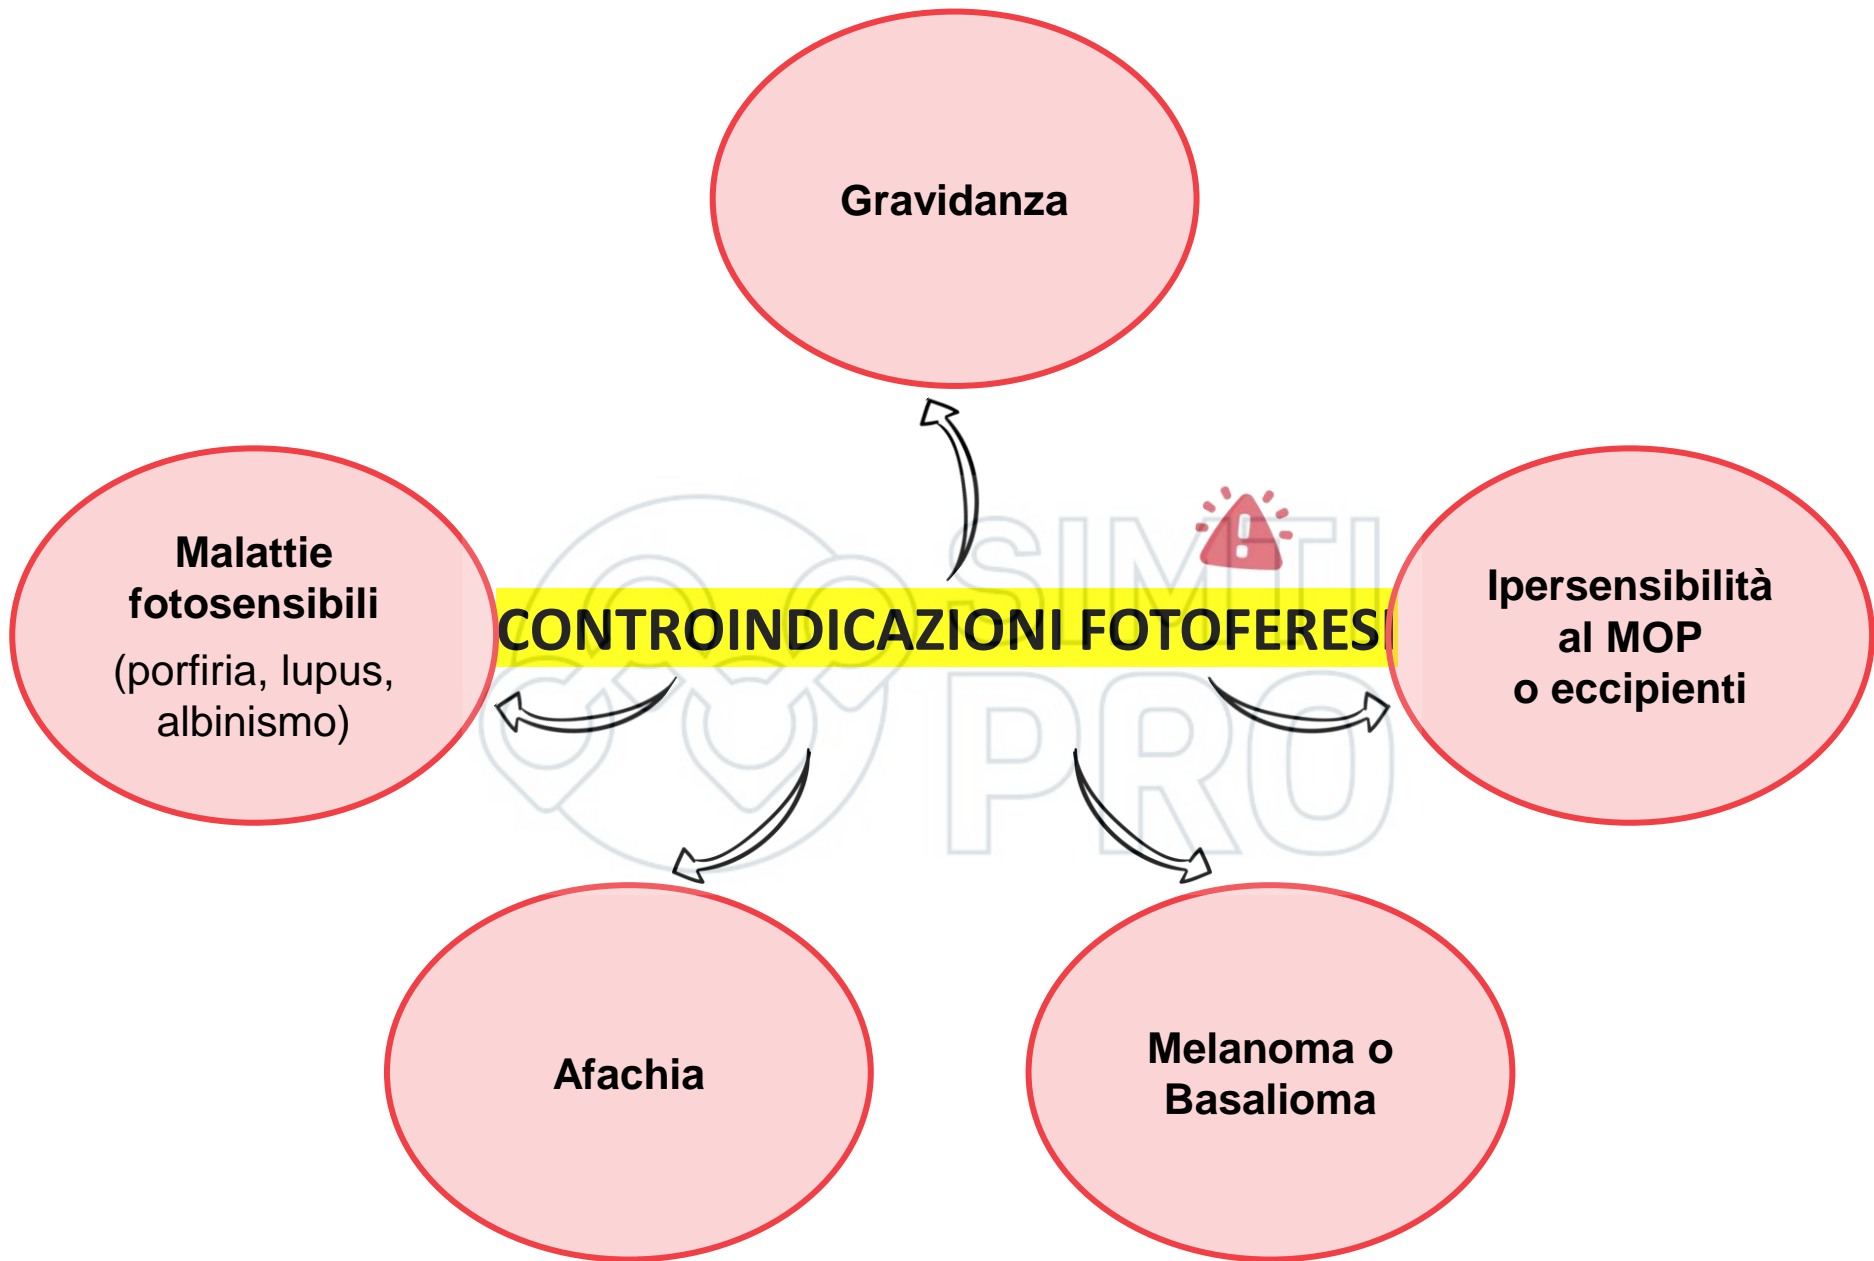 Gravidanza
SIMTI
PRO
CONTROINDICAZIONI FOTOFERESI
Malattie
fotosensibili
(porfiria, lupus,
albinismo)
Ipersensibilità
al MOP
o eccipienti
Afachia
Melanoma o
Basalioma